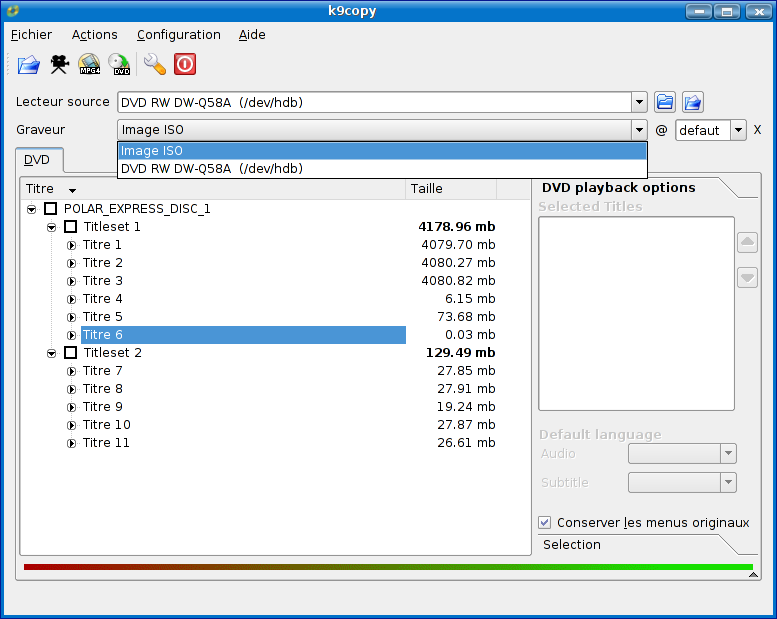 k9copy
Fichier Actions Configuration Aide
MPG4 DVD
Lecteur source DVD RW DW-Q58A (/dev/hdb)
Graveur Image ISO @ defaut X
Image ISO
DVD RW DW-Q58A (/dev/hdb)
DVD
Titre Taille
POLAR_EXPRESS_DISC_1
Titleset 1 4178.96 mb
Titre 1 4079.70 mb
Titre 2 4080.27 mb
Titre 3 4080.82 mb
Titre 4 6.15 mb
Titre 5 73.68 mb
Titre 6 0.03 mb
Titleset 2 129.49 mb
Titre 7 27.85 mb
Titre 8 27.91 mb
Titre 9 19.24 mb
Titre 10 27.87 mb
Titre 11 26.61 mb
DVD playback options
Selected Titles
Default language
Audio
Subtitle
Conserver les menus originaux
Selection